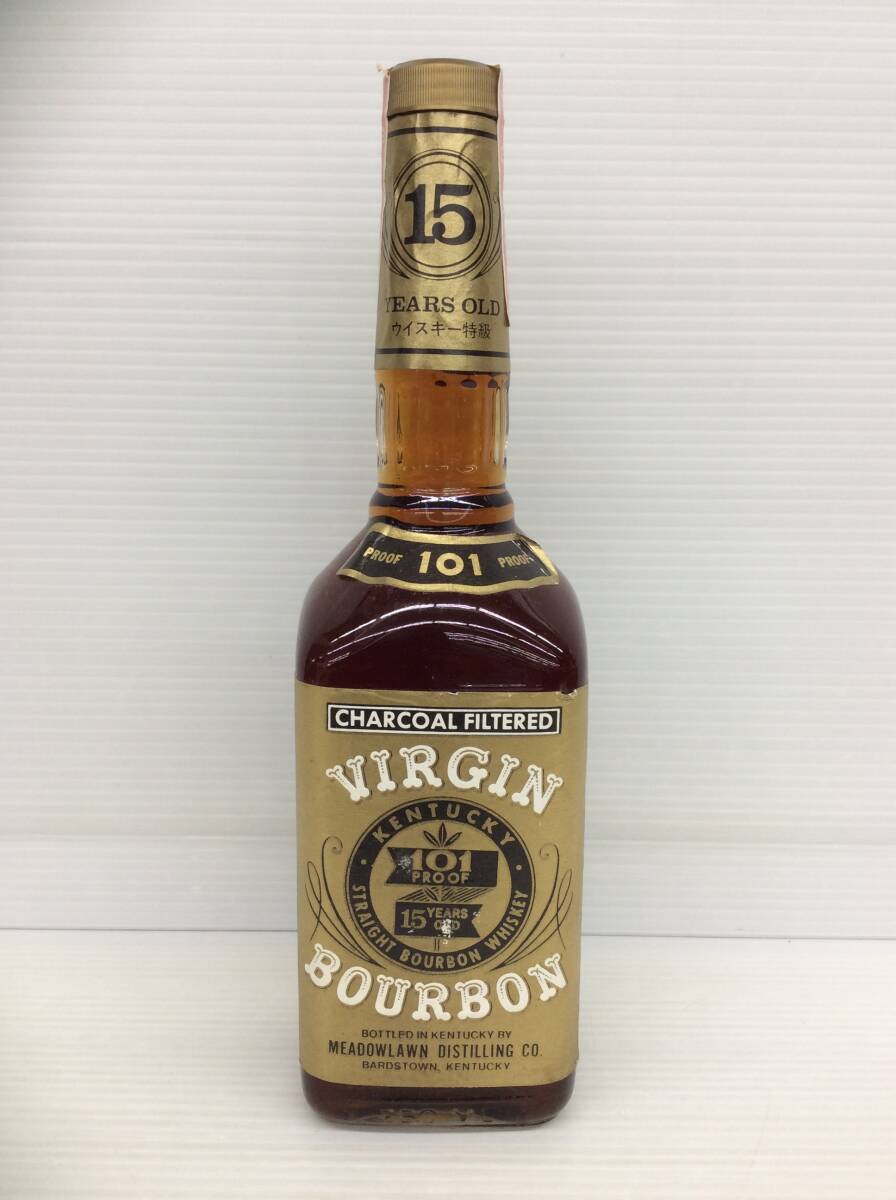 15
YEARS OLD
ウイスキー特級
PROOF 101 PROOF
CHARCOAL FILTERED
VIRGIN
KENTUCKY
101
PROOF
15 YEARS OLD
STRAIGHT BOURBON WHISKEY
BOURBON
BOTTLED IN KENTUCKY BY
MEADOWLAWN DISTILLING CO.
BARDSTOWN, KENTUCKY